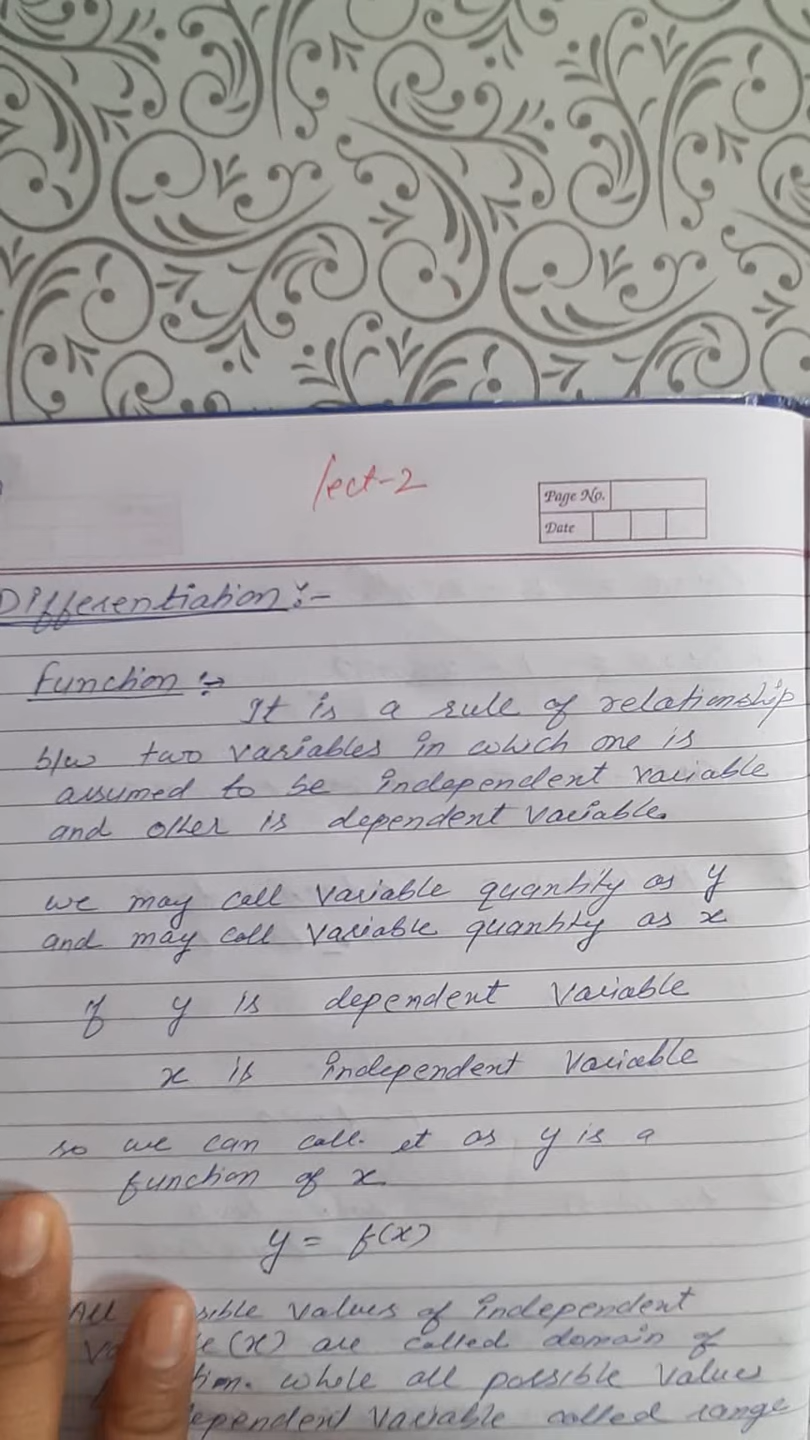 lect-2
Page No.
Date
Differentiation :-
Function :-
It is a rule of relationship
b/w two variables in which one is
assumed to be independent variable
and other is dependent variable.
we may call variable quantity as y
and may call variable quantity as x
if y is dependent variable
x is independent variable
so we can call it as y is a
function of x
y = f(x)
All sible values of independent
(x) are called domain of
while all possible values
ependent variable called range